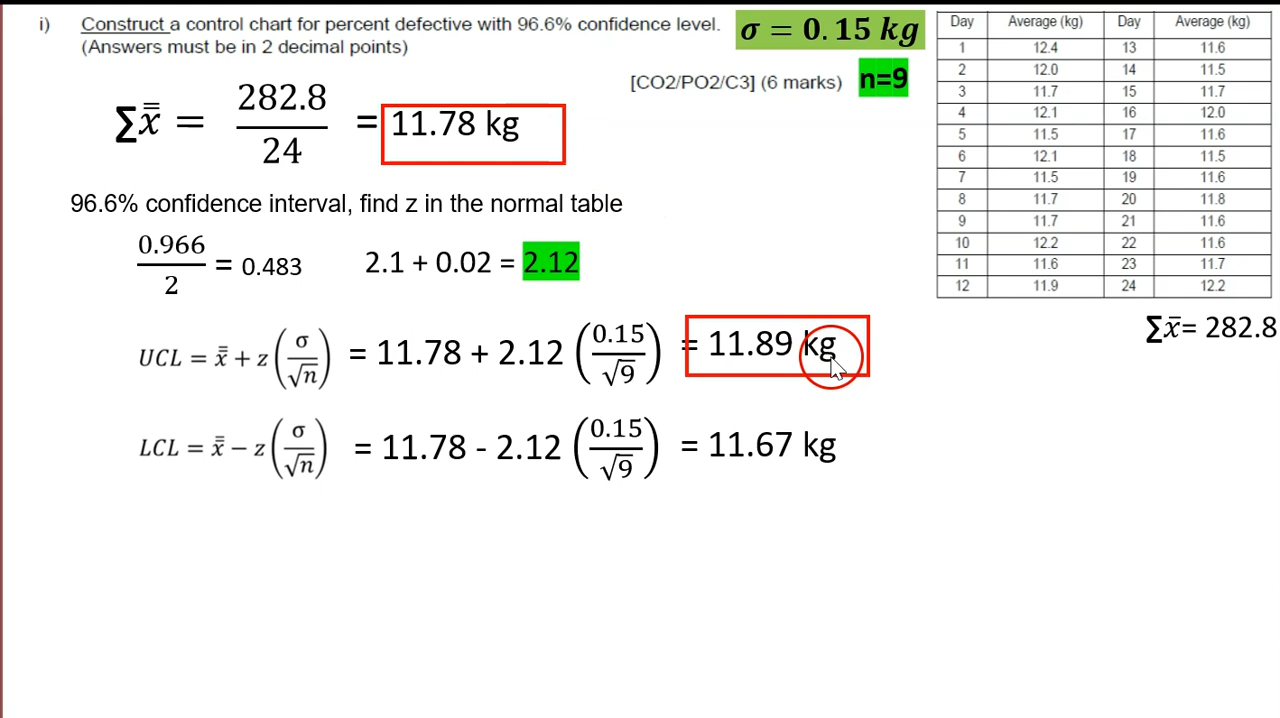 i) Construct a control chart for percent defective with 96.6% confidence level.
(Answers must be in 2 decimal points)
σ = 0.15 kg
[CO2/PO2/C3] (6 marks) n=9
∑x̿ = 282.8/24 = 11.78 kg
96.6% confidence interval, find z in the normal table
0.966/2 = 0.483 2.1 + 0.02 = 2.12
UCL = x̿ + z(σ/√n) = 11.78 + 2.12 (0.15/√9) = 11.89 kg
LCL = x̿ − z(σ/√n) = 11.78 - 2.12 (0.15/√9) = 11.67 kg
Day Average (kg) Day Average (kg)
1 12.4 13 11.6
2 12.0 14 11.5
3 11.7 15 11.7
4 12.1 16 12.0
5 11.5 17 11.6
6 12.1 18 11.5
7 11.5 19 11.6
8 11.7 20 11.8
9 11.7 21 11.6
10 12.2 22 11.6
11 11.6 23 11.7
12 11.9 24 12.2
∑x̄= 282.8